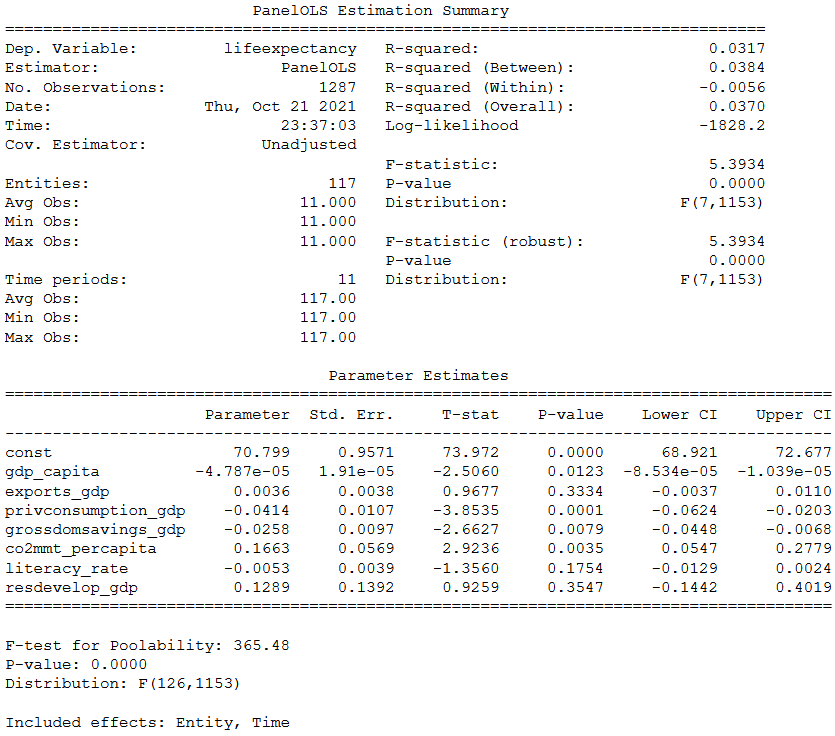 PanelOLS Estimation Summary
================================================================================
Dep. Variable:         lifeexpectancy   R-squared:                        0.0317
Estimator:                   PanelOLS   R-squared (Between):              0.0384
No. Observations:                1287   R-squared (Within):              -0.0056
Date:                Thu, Oct 21 2021   R-squared (Overall):              0.0370
Time:                        23:37:03   Log-likelihood                   -1828.2
Cov. Estimator:            Unadjusted
                                        F-statistic:                      5.3934
Entities:                         117   P-value                           0.0000
Avg Obs:                       11.000   Distribution:                  F(7,1153)
Min Obs:                       11.000
Max Obs:                       11.000   F-statistic (robust):             5.3934
                                        P-value                           0.0000
Time periods:                      11   Distribution:                  F(7,1153)
Avg Obs:                       117.00
Min Obs:                       117.00
Max Obs:                       117.00

                                  Parameter Estimates
=======================================================================================
                     Parameter  Std. Err.     T-stat    P-value    Lower CI    Upper CI
---------------------------------------------------------------------------------------
const                   70.799     0.9571     73.972     0.0000      68.921      72.677
gdp_capita          -4.787e-05   1.91e-05    -2.5060     0.0123  -8.534e-05  -1.039e-05
exports_gdp             0.0036     0.0038     0.9677     0.3334     -0.0037      0.0110
privconsumption_gdp    -0.0414     0.0107    -3.8535     0.0001     -0.0624     -0.0203
grossdomsavings_gdp    -0.0258     0.0097    -2.6627     0.0079     -0.0448     -0.0068
co2mmt_percapita        0.1663     0.0569     2.9236     0.0035      0.0547      0.2779
literacy_rate          -0.0053     0.0039    -1.3560     0.1754     -0.0129      0.0024
resdevelop_gdp          0.1289     0.1392     0.9259     0.3547     -0.1442      0.4019
=======================================================================================

F-test for Poolability: 365.48
P-value: 0.0000
Distribution: F(126,1153)

Included effects: Entity, Time